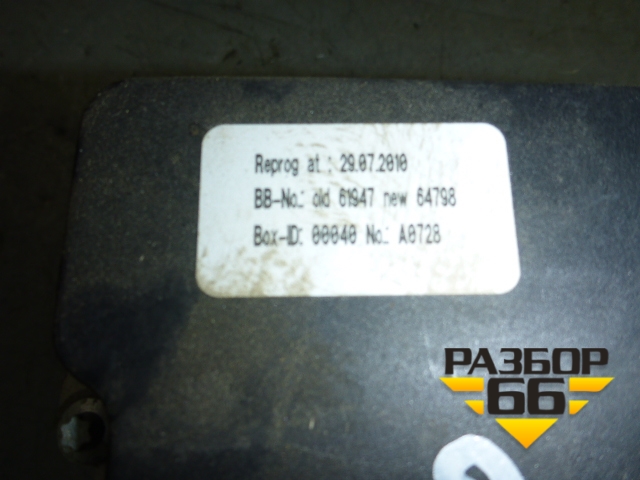 Reprog at : 29.07.2010
BB-No.: old 61947 new 64798
Box-ID: 00040 No.: A0728
РАЗБОР
66